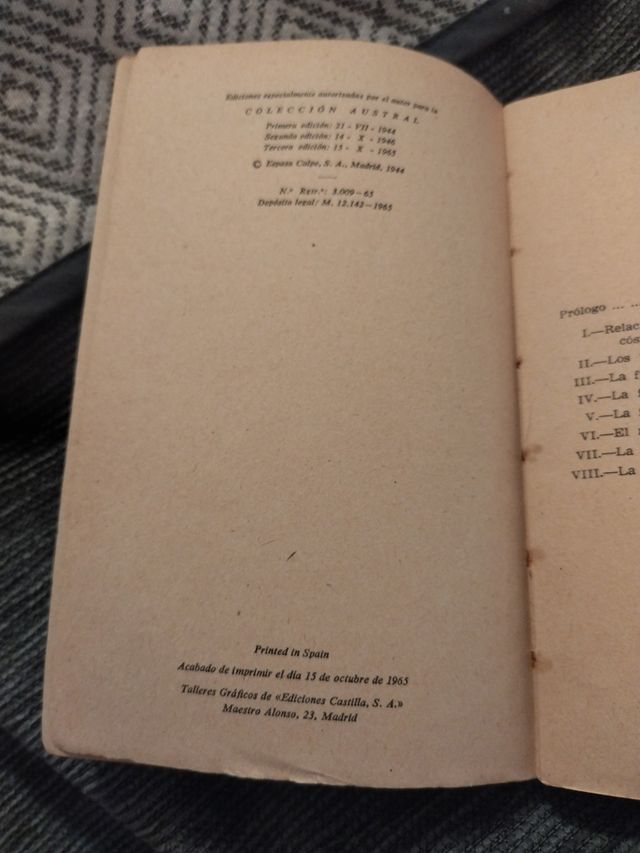 Ediciones especialmente autorizadas por el autor para la
COLECCIÓN AUSTRAL
Primera edición: 21 - VII - 1944
Segunda edición: 14 - X - 1946
Tercera edición: 15 - X - 1965
© Espasa Calpe, S. A., Madrid, 1944
N.º Rgtr.º: 3.009-65
Depósito legal: M. 12.142-1965
Printed in Spain
Acabado de imprimir el día 15 de octubre de 1965
Talleres Gráficos de «Ediciones Castilla, S. A.»
Maestro Alonso, 23, Madrid
Prólogo ... ..
I.—Relac
cós
II.—Los
III.—La f
IV.—La
V.—La
VI.—El
VII.—La
VIII.—La